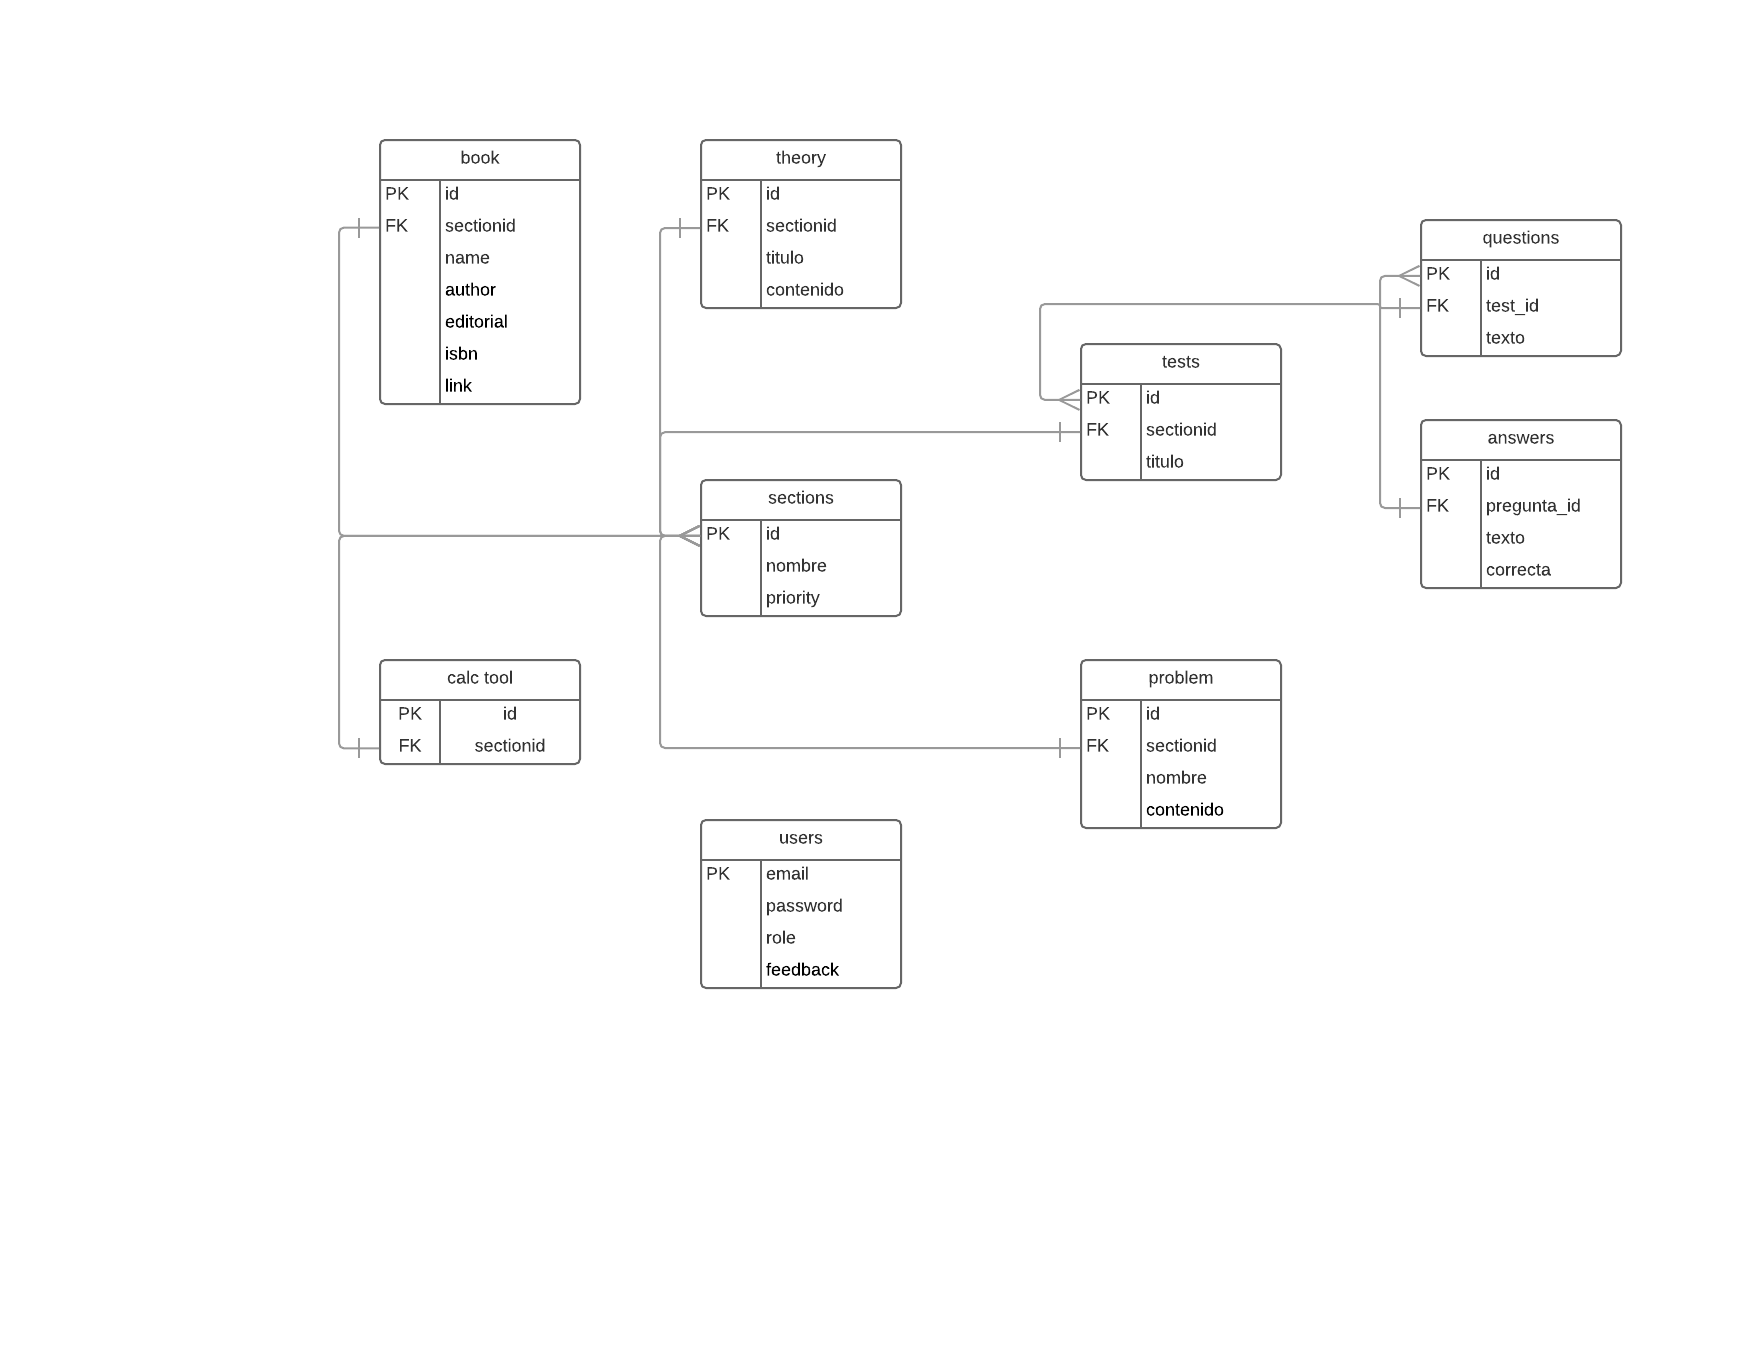 book
PK id
FK sectionid
name
author
editorial
isbn
link
theory
PK id
FK sectionid
titulo
contenido
questions
PK id
FK test_id
texto
tests
PK id
FK sectionid
titulo
answers
PK id
FK pregunta_id
texto
correcta
sections
PK id
nombre
priority
calc tool
PK id
FK sectionid
problem
PK id
FK sectionid
nombre
contenido
users
PK email
password
role
feedback